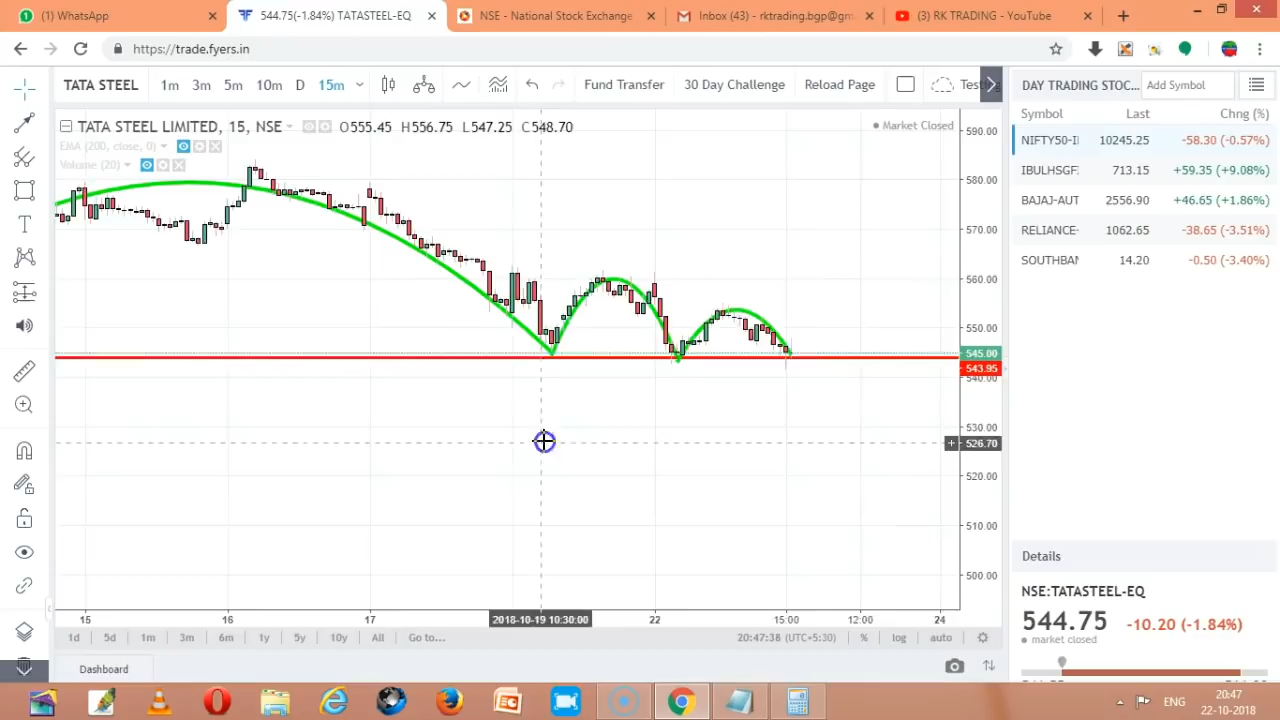 (1) WhatsApp
544.75(-1.84%) TATASTEEL-EQ
NSE - National Stock Exchange
Inbox (43) - rktrading.bgp@gm
(3) RK TRADING - YouTube
https://trade.fyers.in
TATA STEEL 1m 3m 5m 10m D 15m Fund Transfer 30 Day Challenge Reload Page
DAY TRADING STOC... Add Symbol
Symbol Last Chng (%)
TATA STEEL LIMITED, 15, NSE O555.45 H556.75 L547.25 C548.70
Market Closed
EMA (200, close, 0)
Volume (20)
NIFTY50-I 10245.25 -58.30 (-0.57%)
IBULHSGF 713.15 +59.35 (+9.08%)
BAJAJ-AUT 2556.90 +46.65 (+1.86%)
RELIANCE- 1062.65 -38.65 (-3.51%)
SOUTHBAN 14.20 -0.50 (-3.40%)
590.00
580.00
570.00
560.00
550.00
545.00
543.95
540.00
530.00
526.70
520.00
510.00
500.00
15 16 17 2018-10-19 10:30:00 22 15:00 12:00 24
1d 5d 1m 3m 6m 1y 5y 10y All Go to... 20:47:38 (UTC+5:30) % log auto
Dashboard
Details
NSE:TATASTEEL-EQ
544.75 -10.20 (-1.84%)
market closed
ENG
20:47
22-10-2018